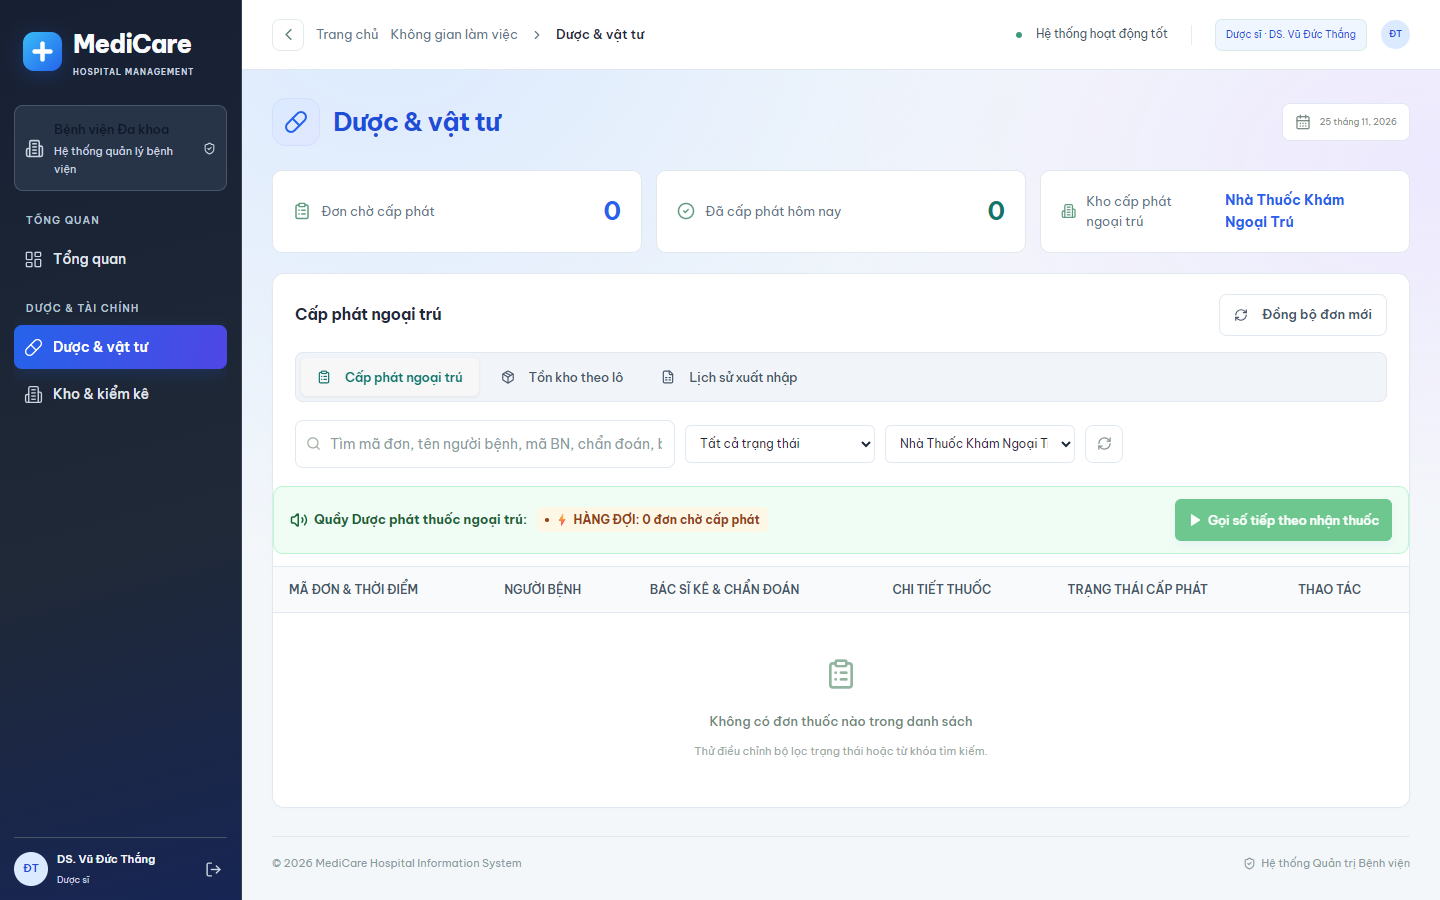 MediCare
HOSPITAL MANAGEMENT
Bệnh viện Đa khoa
Hệ thống quản lý bệnh
viện
TỔNG QUAN
Tổng quan
DƯỢC & TÀI CHÍNH
Dược & vật tư
Kho & kiểm kê
ĐT
DS. Vũ Đức Thắng
Dược sĩ
Trang chủ Không gian làm việc > Dược & vật tư
Hệ thống hoạt động tốt
Dược sĩ · DS. Vũ Đức Thắng
ĐT
Dược & vật tư
25 tháng 11, 2026
Đơn chờ cấp phát 0
Đã cấp phát hôm nay 0
Kho cấp phát
ngoại trú
Nhà Thuốc Khám
Ngoại Trú
Cấp phát ngoại trú
Đồng bộ đơn mới
Cấp phát ngoại trú
Tồn kho theo lô
Lịch sử xuất nhập
Tìm mã đơn, tên người bệnh, mã BN, chẩn đoán,
Tất cả trạng thái
Nhà Thuốc Khám Ngoại T
Quầy Dược phát thuốc ngoại trú:
• ⚡ HÀNG ĐỢI: 0 đơn chờ cấp phát
▶ Gọi số tiếp theo nhận thuốc
MÃ ĐƠN & THỜI ĐIỂM
NGƯỜI BỆNH
BÁC SĨ KÊ & CHẨN ĐOÁN
CHI TIẾT THUỐC
TRẠNG THÁI CẤP PHÁT
THAO TÁC
Không có đơn thuốc nào trong danh sách
Thử điều chỉnh bộ lọc trạng thái hoặc từ khóa tìm kiếm.
© 2026 MediCare Hospital Information System
Hệ thống Quản trị Bệnh viện